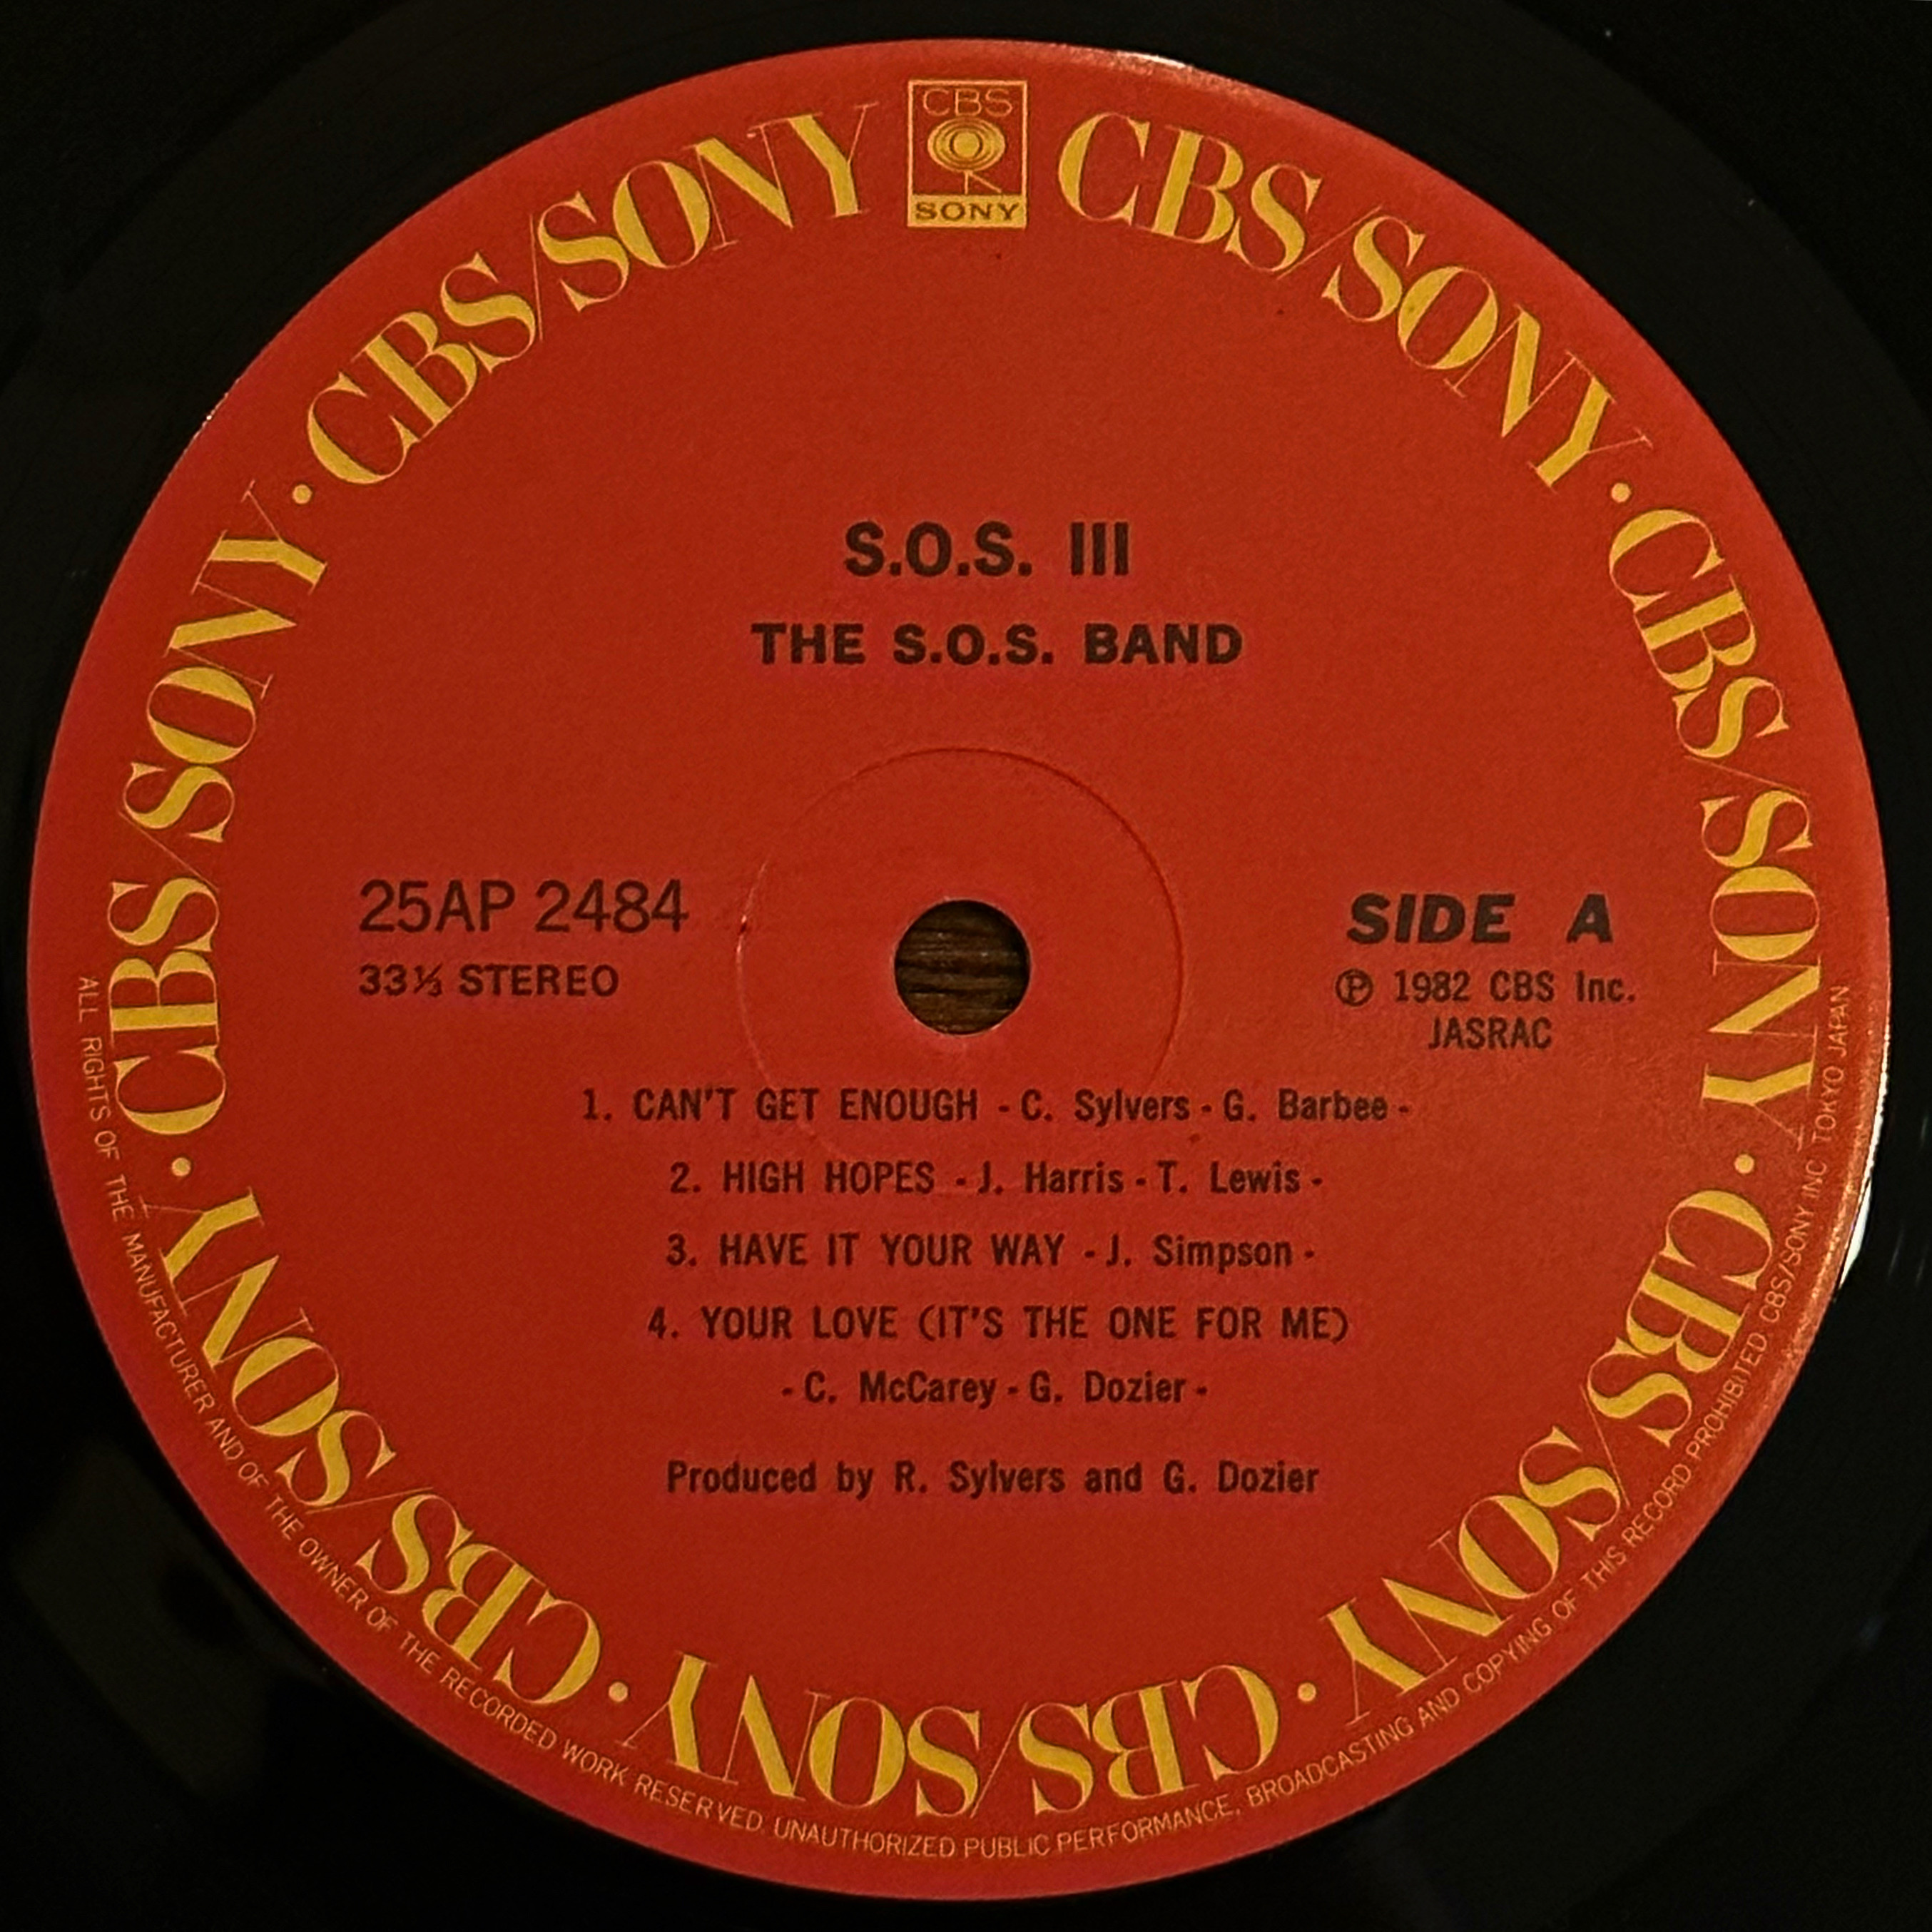 CBS
SONY
CBS/SONY · CBS/SONY · CBS/SONY · CBS/SONY · CBS/SONY · CBS/SONY · CBS/SONY
S.O.S. III
THE S.O.S. BAND
25AP 2484
33⅓ STEREO
SIDE A
℗ 1982 CBS Inc.
JASRAC
1. CAN'T GET ENOUGH - C. Sylvers - G. Barbee -
2. HIGH HOPES - J. Harris - T. Lewis -
3. HAVE IT YOUR WAY - J. Simpson -
4. YOUR LOVE (IT'S THE ONE FOR ME)
- C. McCarey - G. Dozier -
Produced by R. Sylvers and G. Dozier
ALL RIGHTS OF THE MANUFACTURER AND OF THE OWNER OF THE RECORDED WORK RESERVED UNAUTHORIZED PUBLIC PERFORMANCE, BROADCASTING AND COPYING OF THIS RECORD PROHIBITED CBS/SONY INC TOKYO JAPAN